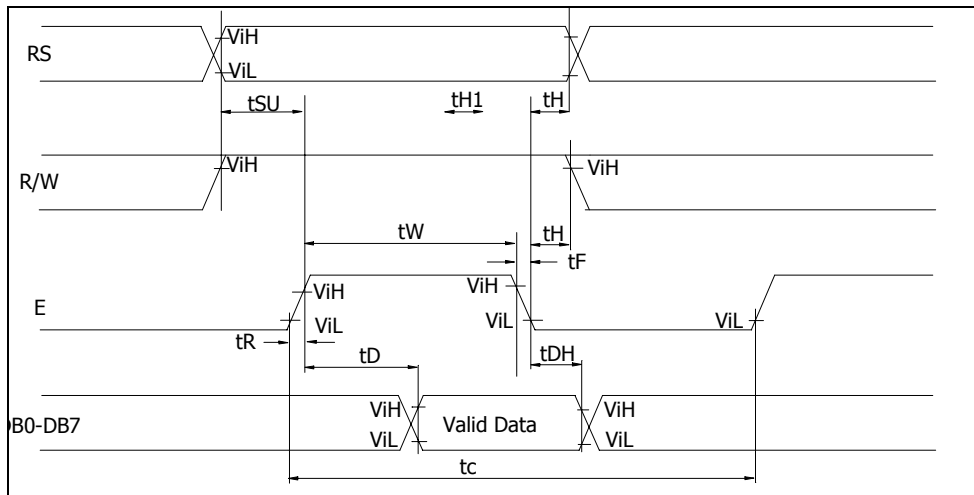 RS
ViH
ViL
tSU
tH1
tH
R/W
ViH
ViH
tW
tH
tF
E
ViH
ViH
ViL
ViL
ViL
tR
tD
tDH
DB0-DB7
ViH
ViL
Valid Data
ViH
ViL
tc